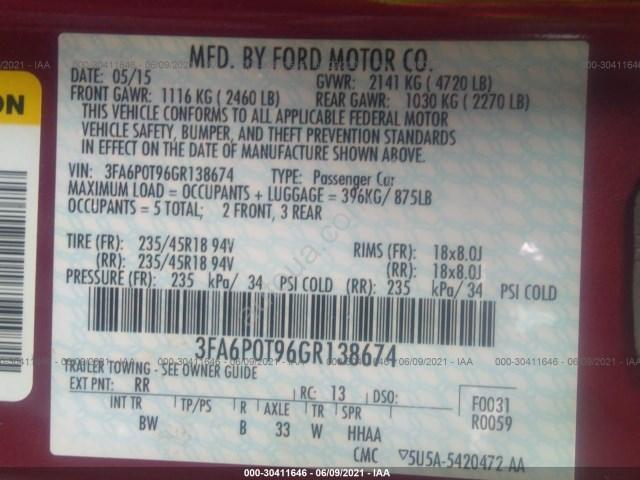 MFD. BY FORD MOTOR CO.
DATE: 05/15 GVWR: 2141 KG ( 4720 LB)
FRONT GAWR: 1116 KG ( 2460 LB) REAR GAWR: 1030 KG ( 2270 LB)
THIS VEHICLE CONFORMS TO ALL APPLICABLE FEDERAL MOTOR
VEHICLE SAFETY, BUMPER, AND THEFT PREVENTION STANDARDS
IN EFFECT ON THE DATE OF MANUFACTURE SHOWN ABOVE.
VIN: 3FA6P0T96GR138674 TYPE: Passenger Car
MAXIMUM LOAD = OCCUPANTS + LUGGAGE = 396KG/ 875LB
OCCUPANTS = 5 TOTAL; 2 FRONT, 3 REAR
TIRE (FR): 235/45R18 94V RIMS (FR): 18x8.0J
(RR): 235/45R18 94V (RR): 18x8.0J
PRESSURE (FR): 235 kPa/ 34 PSI COLD (RR): 235 kPa/ 34 PSI COLD
3FA6P0T96GR138674
TRAILER TOWING - SEE OWNER GUIDE
EXT PNT: RR RC: 13 DSO: F0031
R0059
INT TR TP/PS R AXLE TR SPR
BW B 33 W HHAA
CMC ▽5U5A-5420472 AA
ON
000-30411646 - 06/09/2021 - IAA